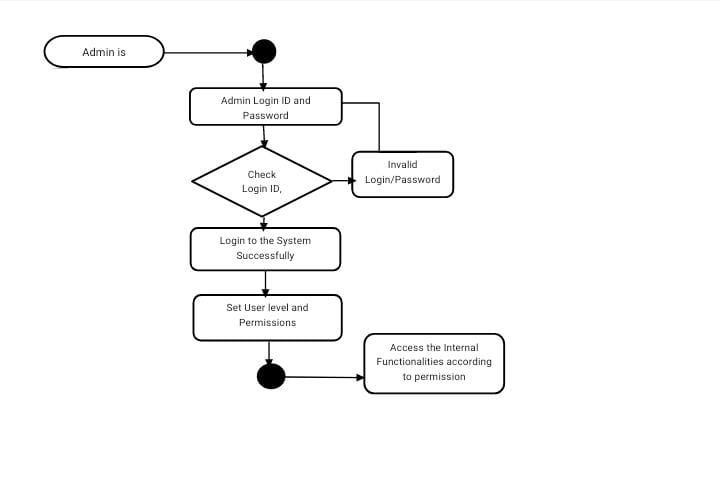 Admin is
Admin Login ID and
Password
Check
Login ID,
Invalid
Login/Password
Login to the System
Successfully
Set User level and
Permissions
Access the Internal
Functionalities according
to permission